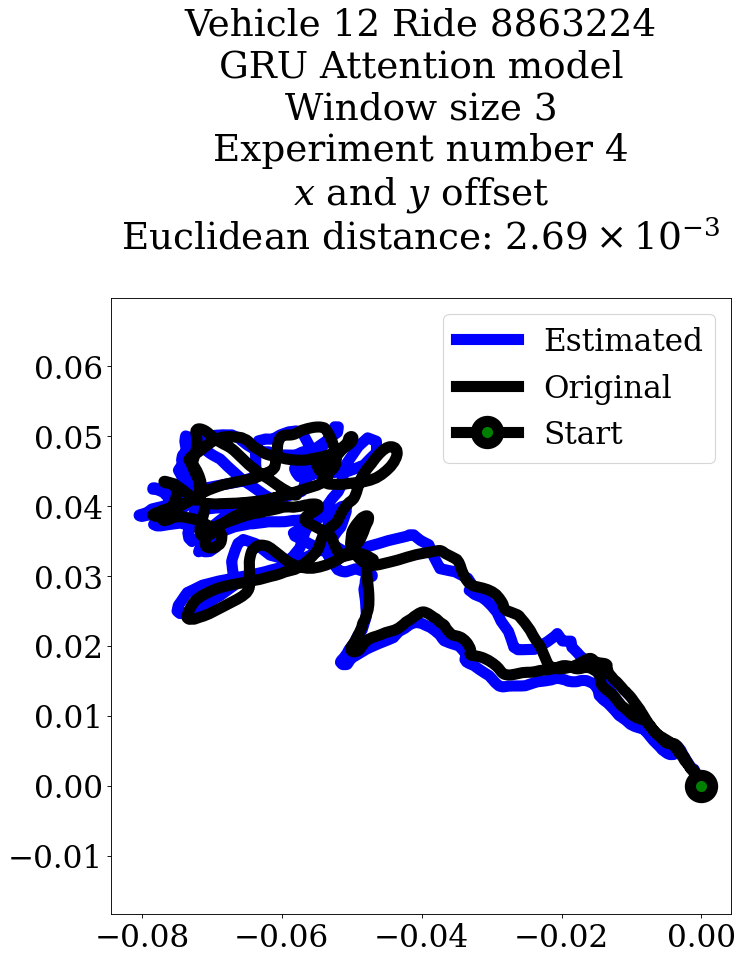 Vehicle 12 Ride 8863224
GRU Attention model
Window size 3
Experiment number 4
x and y offset
Euclidean distance: 2.69 × 10⁻³
Estimated
Original
Start
0.06
0.05
0.04
0.03
0.02
0.01
0.00
−0.01
−0.08 −0.06 −0.04 −0.02 0.00